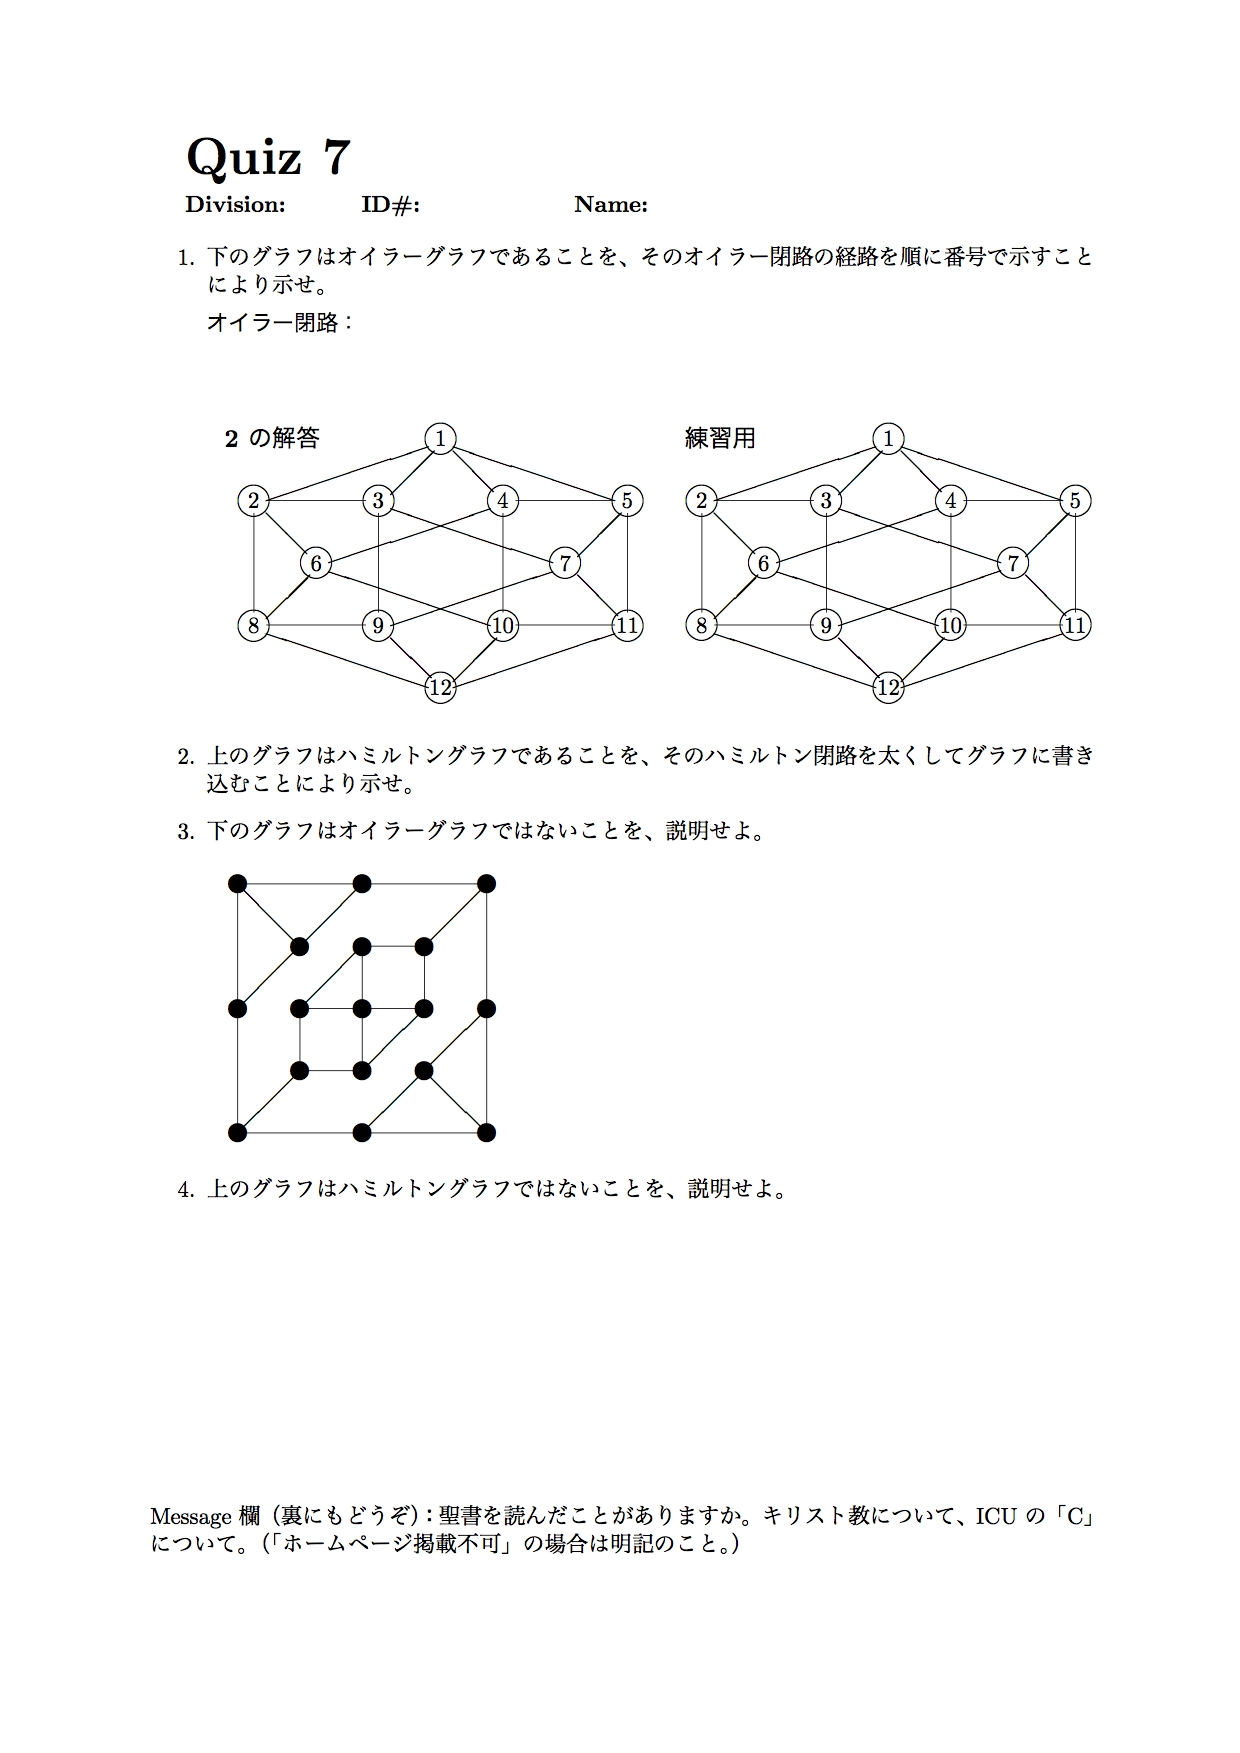 Quiz 7
Division: ID#: Name:
1. 下のグラフはオイラーグラフであることを、そのオイラー閉路の経路を順に番号で示すこと
により示せ。
オイラー閉路：
2 の解答
練習用
1
1
2 3 4 5
2 3 4 5
6 7
6 7
8 9 10 11
8 9 10 11
12
12
2. 上のグラフはハミルトングラフであることを、そのハミルトン閉路を太くしてグラフに書き
込むことにより示せ。
3. 下のグラフはオイラーグラフではないことを、説明せよ。
4. 上のグラフはハミルトングラフではないことを、説明せよ。
Message 欄（裏にもどうぞ）：聖書を読んだことがありますか。キリスト教について、ICU の「C」
について。（「ホームページ掲載不可」の場合は明記のこと。）